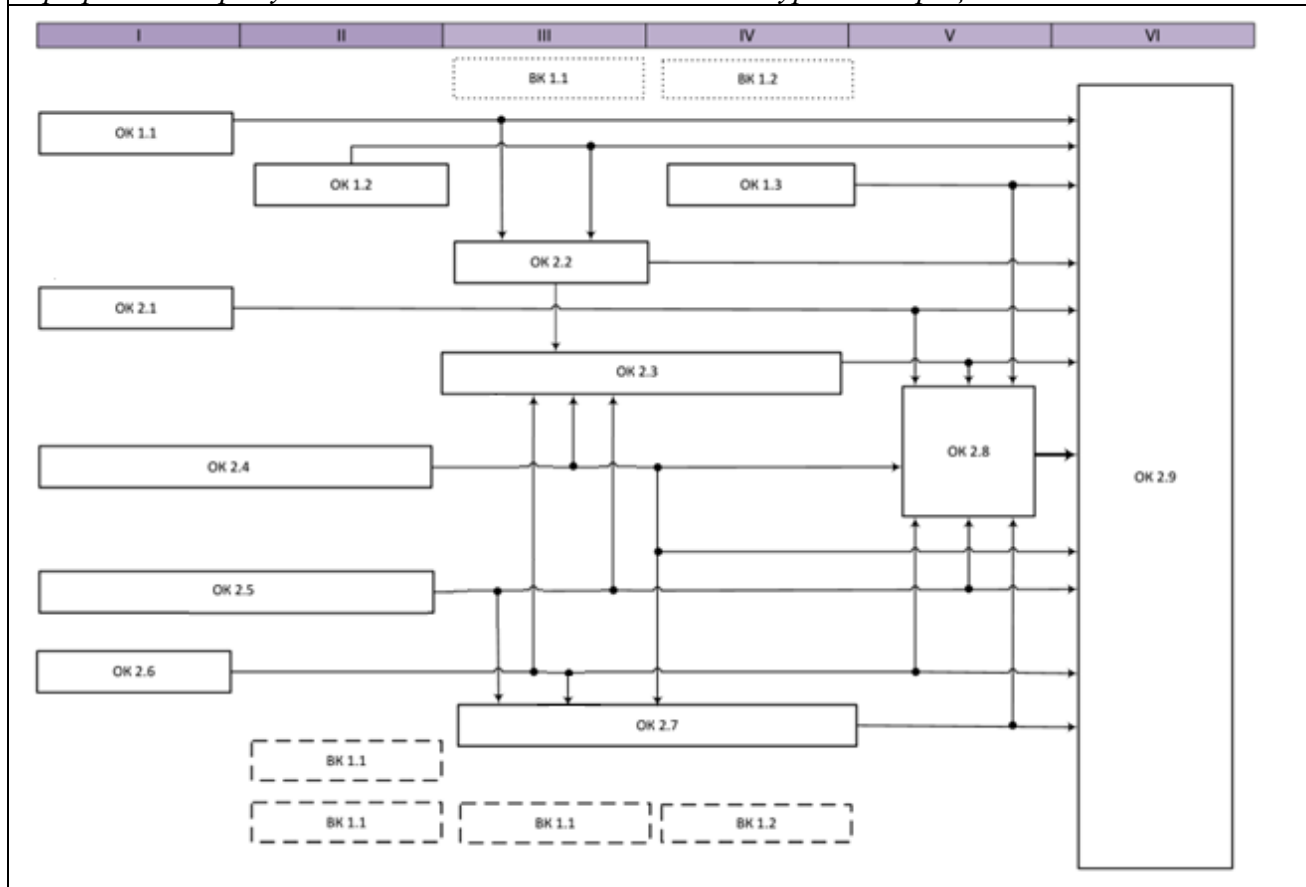 I II III IV V VI
ВК 1.1 ВК 1.2
ОК 1.1
ОК 1.2 ОК 1.3
ОК 2.2
ОК 2.1
ОК 2.3
ОК 2.4 ОК 2.8
ОК 2.9
ОК 2.5
ОК 2.6
ОК 2.7
ВК 1.1
ВК 1.1 ВК 1.1 ВК 1.2